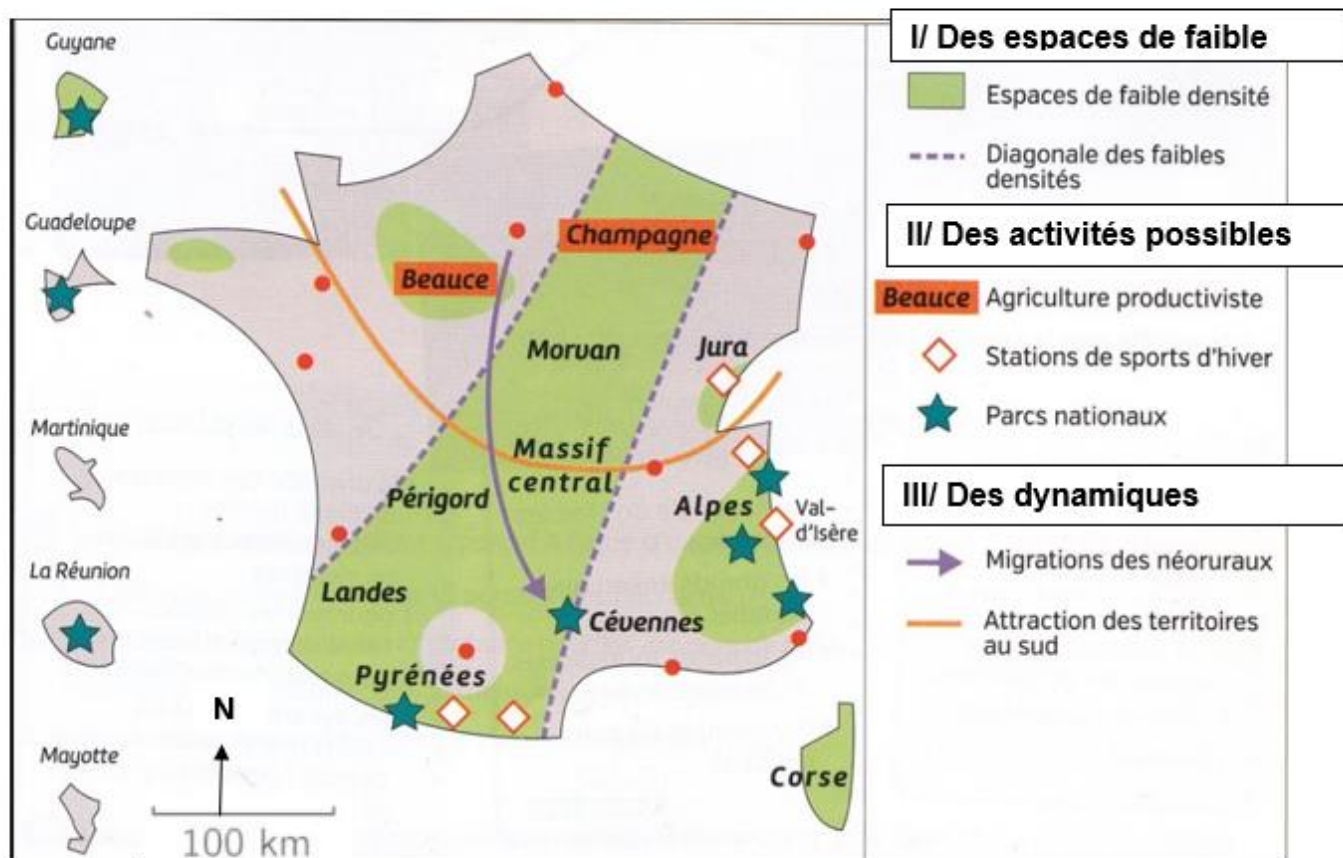 Guyane
Guadeloupe
Martinique
La Réunion
Mayotte
N
100 km
Champagne
Beauce
Morvan
Jura
Massif
central
Périgord
Alpes
Val-
d'Isère
Landes
Cévennes
Pyrénées
Corse
I/ Des espaces de faible
Espaces de faible densité
Diagonale des faibles
densités
II/ Des activités possibles
Beauce Agriculture productiviste
Stations de sports d'hiver
Parcs nationaux
III/ Des dynamiques
Migrations des néoruraux
Attraction des territoires
au sud